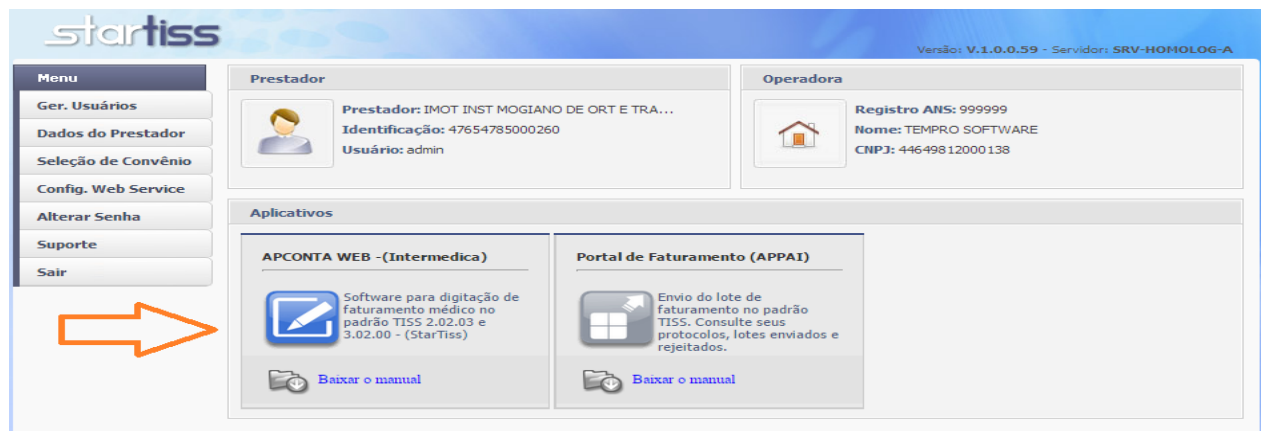 startiss
Versão: V.1.0.0.59 - Servidor: SRV-HOMOLOG-A
Menu
Ger. Usuários
Dados do Prestador
Seleção de Convênio
Config. Web Service
Alterar Senha
Suporte
Sair
Prestador
Prestador: IMOT INST MOGIANO DE ORT E TRA...
Identificação: 47654785000260
Usuário: admin
Operadora
Registro ANS: 999999
Nome: TEMPRO SOFTWARE
CNPJ: 44649812000138
Aplicativos
APCONTA WEB -(Intermedica)
Software para digitação de
faturamento médico no
padrão TISS 2.02.03 e
3.02.00 - (StarTiss)
Baixar o manual
Portal de Faturamento (APPAI)
Envio do lote de
faturamento no padrão
TISS. Consulte seus
protocolos, lotes enviados e
rejeitados.
Baixar o manual